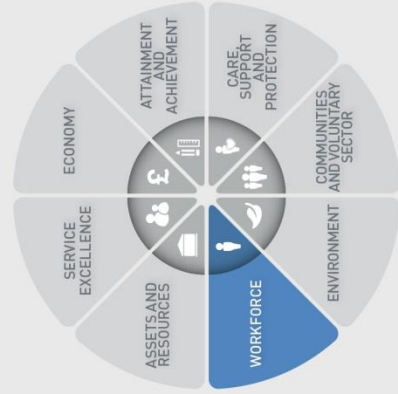 ATTAINMENT
AND
ACHIEVEMENT
CARE,
SUPPORT
AND
PROTECTION
COMMUNITIES
AND VOLUNTARY
SECTOR
ENVIRONMENT
WORKFORCE
ASSETS AND
RESOURCES
SERVICE
EXCELLENCE
ECONOMY
£